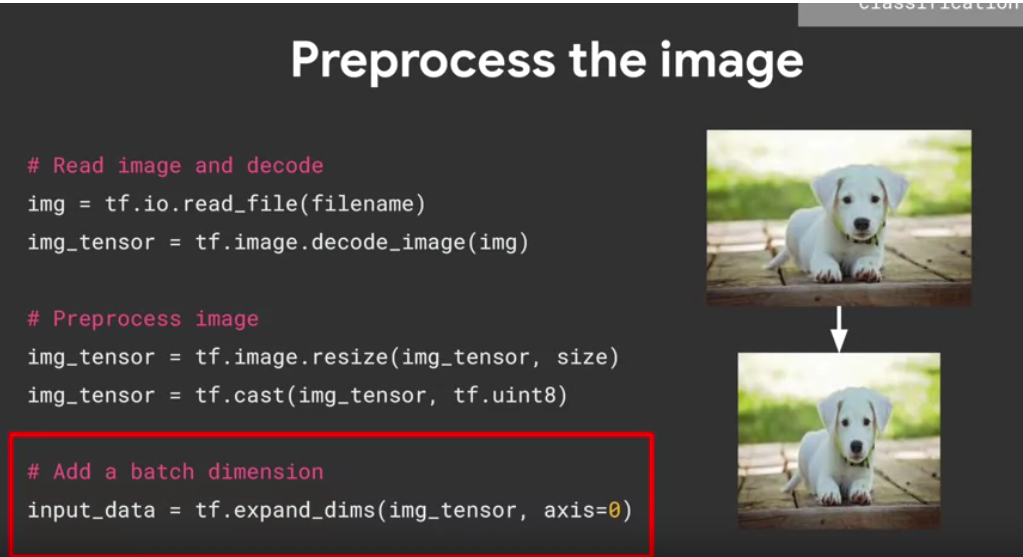 classification
Preprocess the image
# Read image and decode
img = tf.io.read_file(filename)
img_tensor = tf.image.decode_image(img)
# Preprocess image
img_tensor = tf.image.resize(img_tensor, size)
img_tensor = tf.cast(img_tensor, tf.uint8)
# Add a batch dimension
input_data = tf.expand_dims(img_tensor, axis=0)